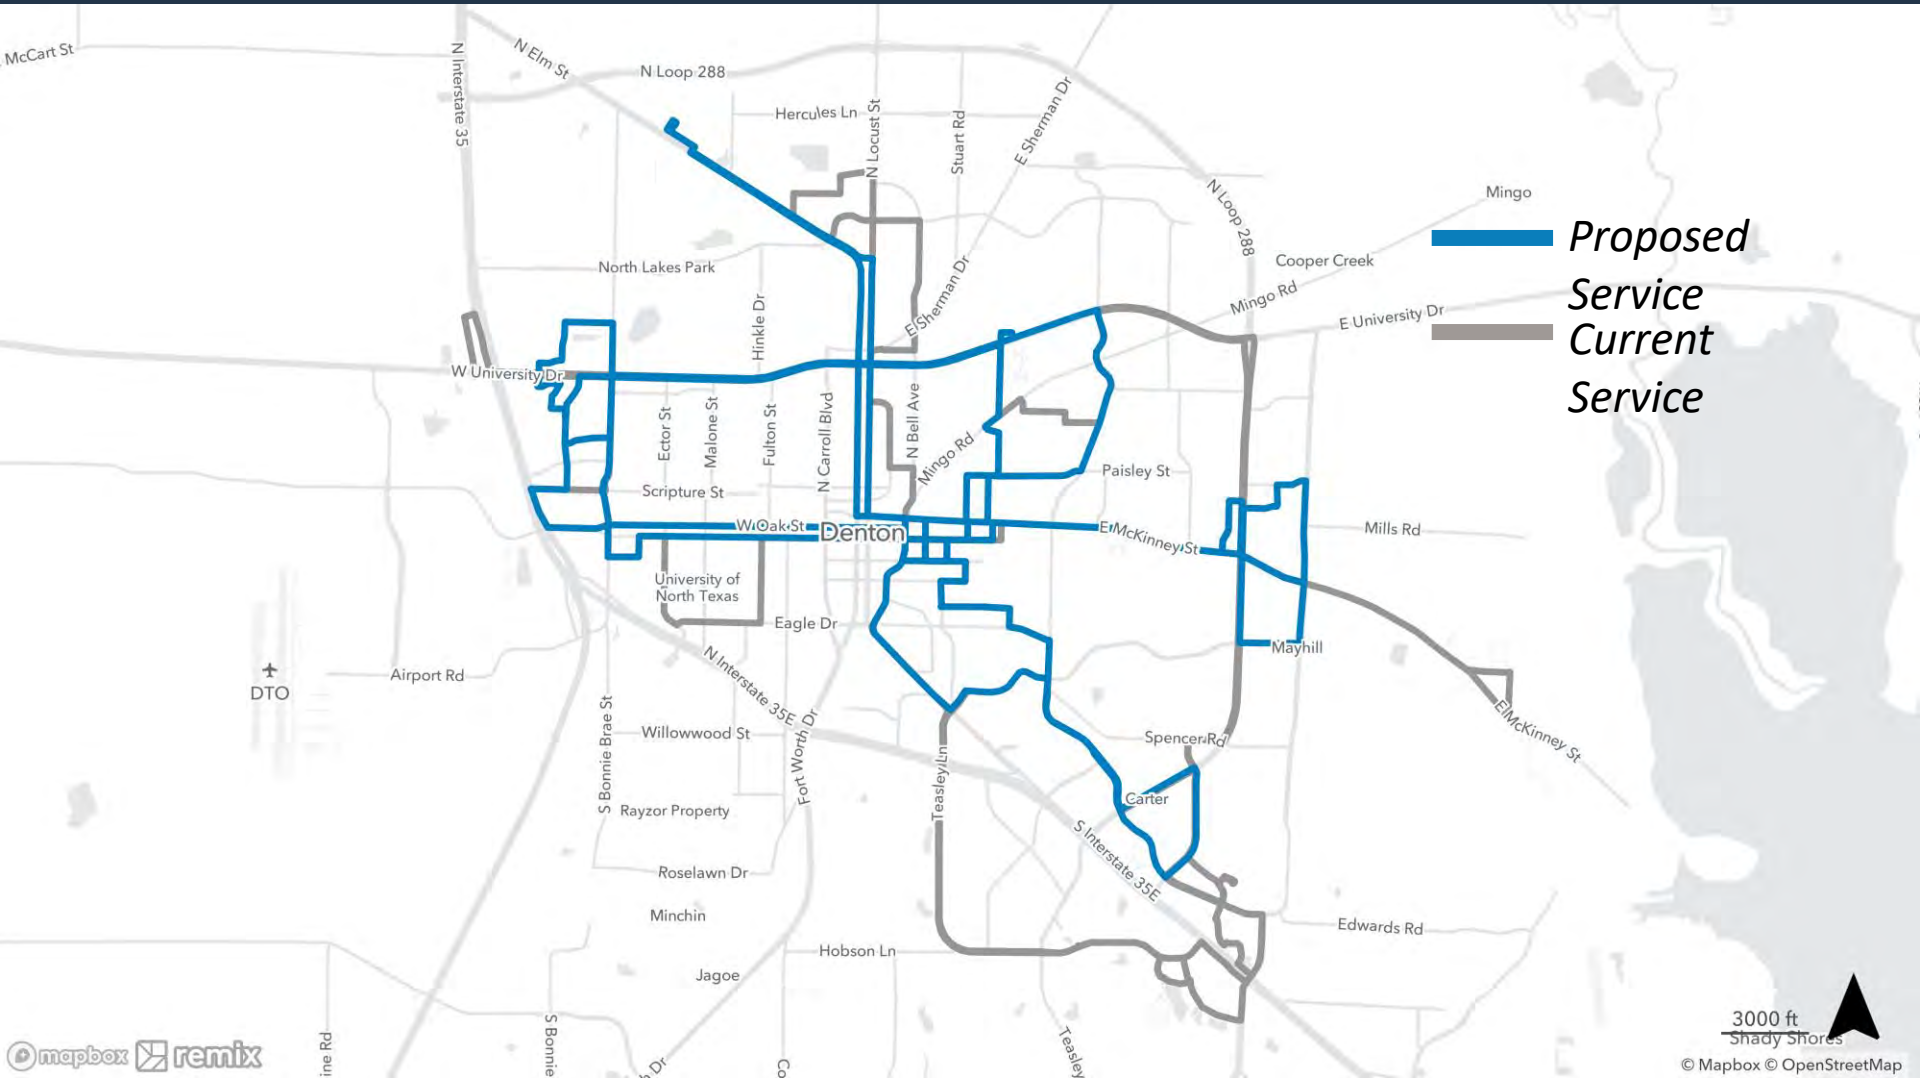 McCart St
N Interstate 35
N Elm St
N Loop 288
Hercules Ln
N Locust St
Stuart Rd
E Sherman Dr
N Loop 288
Mingo
Proposed
Service
Current
Service
Cooper Creek
Mingo Rd
E University Dr
North Lakes Park
Hinkle Dr
E Sherman Dr
W University Dr
Ector St
Malone St
Fulton St
N Carroll Blvd
N Bell Ave
Mingo Rd
Paisley St
Scripture St
W Oak St
Denton
E McKinney St
Mills Rd
University of
North Texas
Eagle Dr
Mayhill
Airport Rd
DTO
N Interstate 35E
E McKinney St
S Bonnie Brae St
Willowwood St
Fort Worth Dr
Teasley Ln
Spencer Rd
Carter
Rayzor Property
S Interstate 35E
Roselawn Dr
Minchin
Hobson Ln
Edwards Rd
Jagoe
S Bonnie
ine Rd
h Dr
Co
Teasley
3000 ft
Shady Shores
mapbox remix
© Mapbox © OpenStreetMap